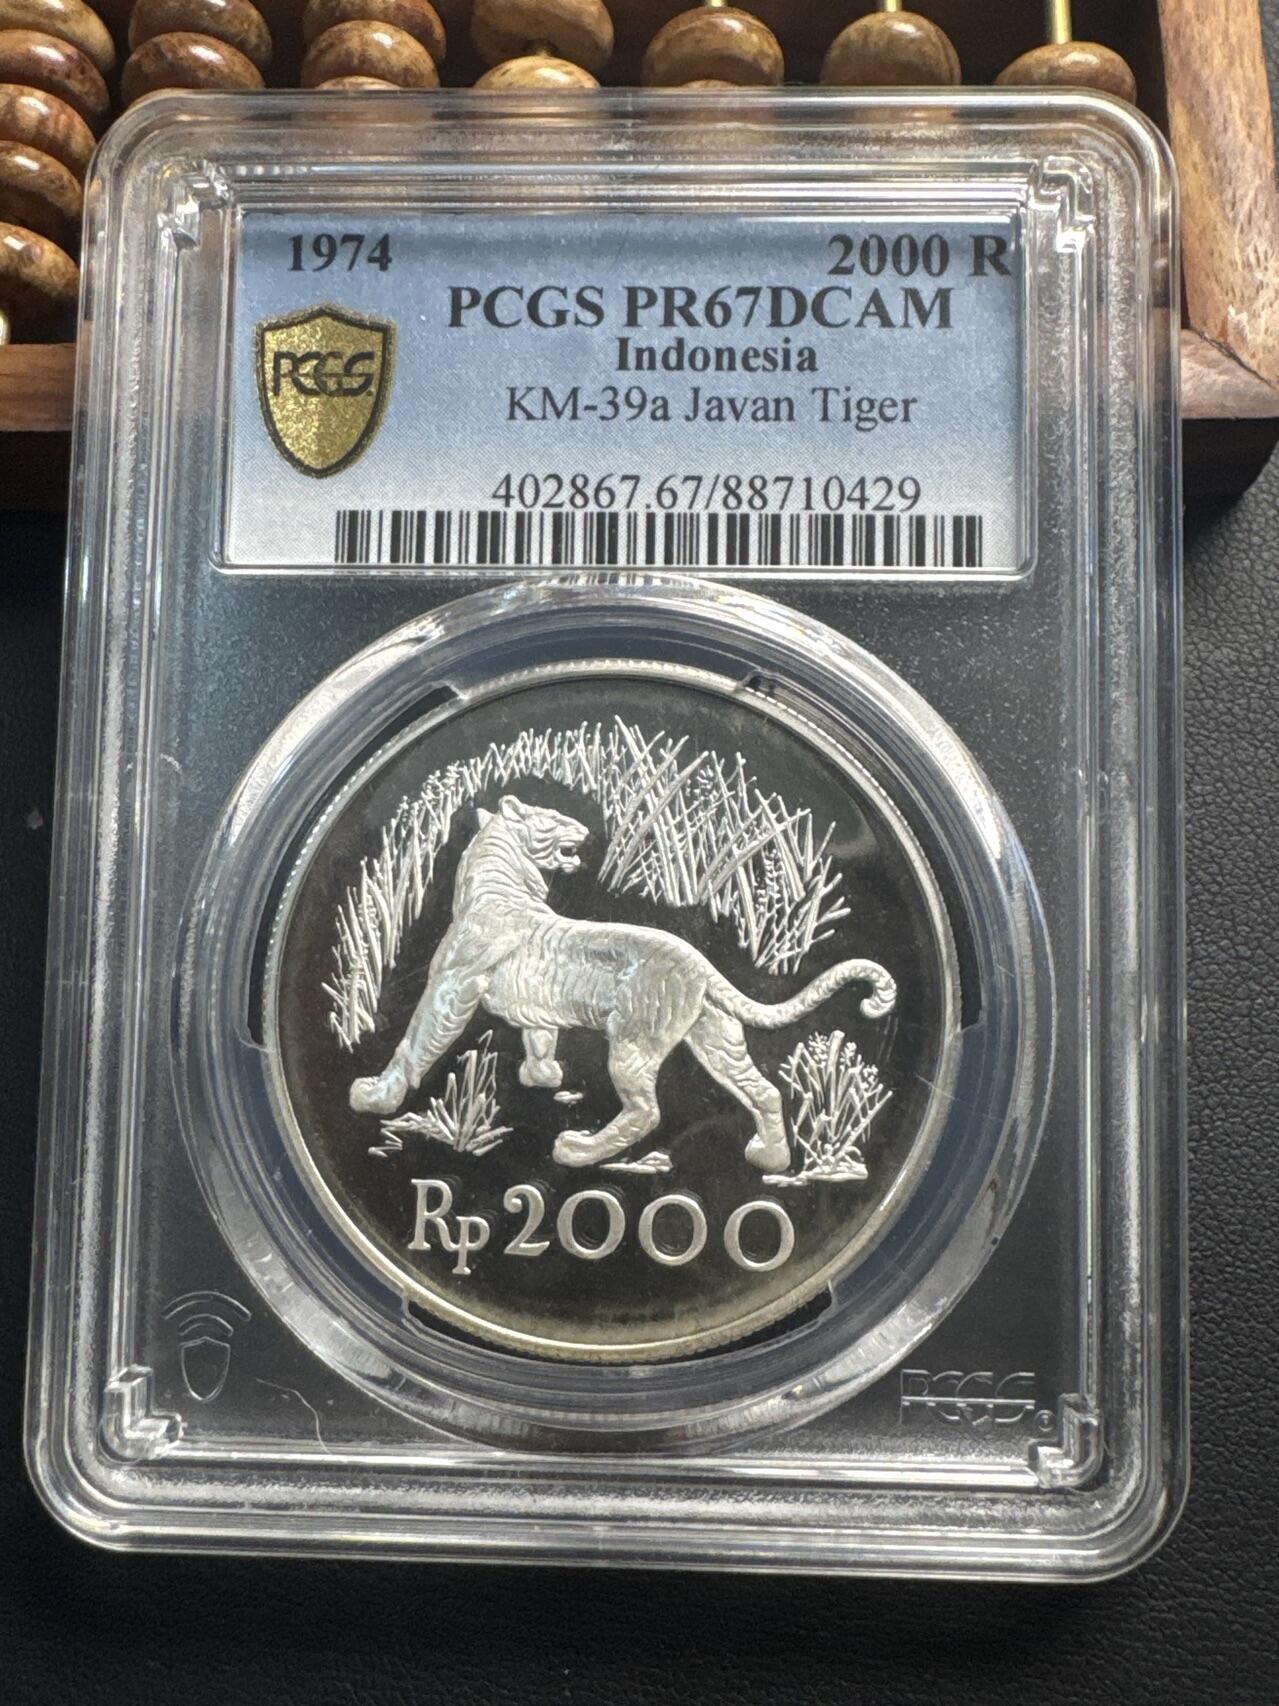 1974 2000 R
PCGS PR67DCAM
Indonesia
KM-39a Javan Tiger
PCGS
402867.67/88710429
Rp 2000
PCGS